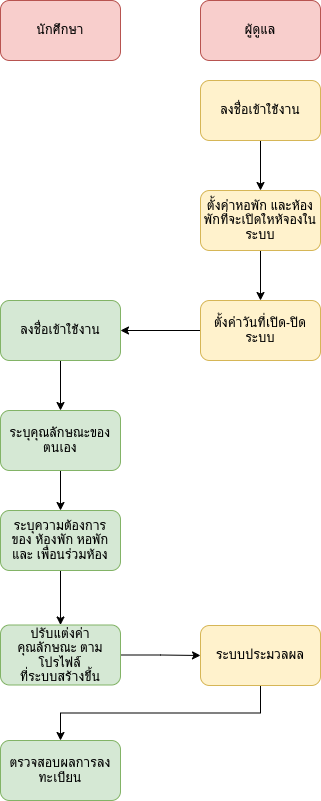 นักศึกษา
ผู้ดูแล
ลงชื่อเข้าใช้งาน
ตั้งค่าหอพัก และห้อง
พักที่จะเปิดให้จองใน
ระบบ
ตั้งค่าวันที่เปิด-ปิด
ระบบ
ลงชื่อเข้าใช้งาน
ระบุคุณลักษณะของ
ตนเอง
ระบุความต้องการ
ของ ห้องพัก หอพัก
และ เพื่อนร่วมห้อง
ปรับแต่งค่า
คุณลักษณะ ตาม
โปรไฟล์
ที่ระบบสร้างขึ้น
ระบบประมวลผล
ตรวจสอบผลการลง
ทะเบียน